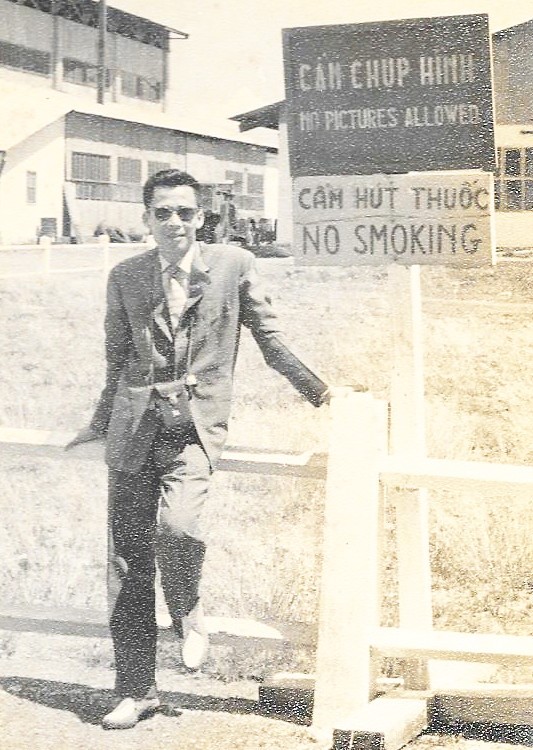 CẤM CHỤP HÌNH
NO PICTURES ALLOWED
CẤM HÚT THUỐC
NO SMOKING